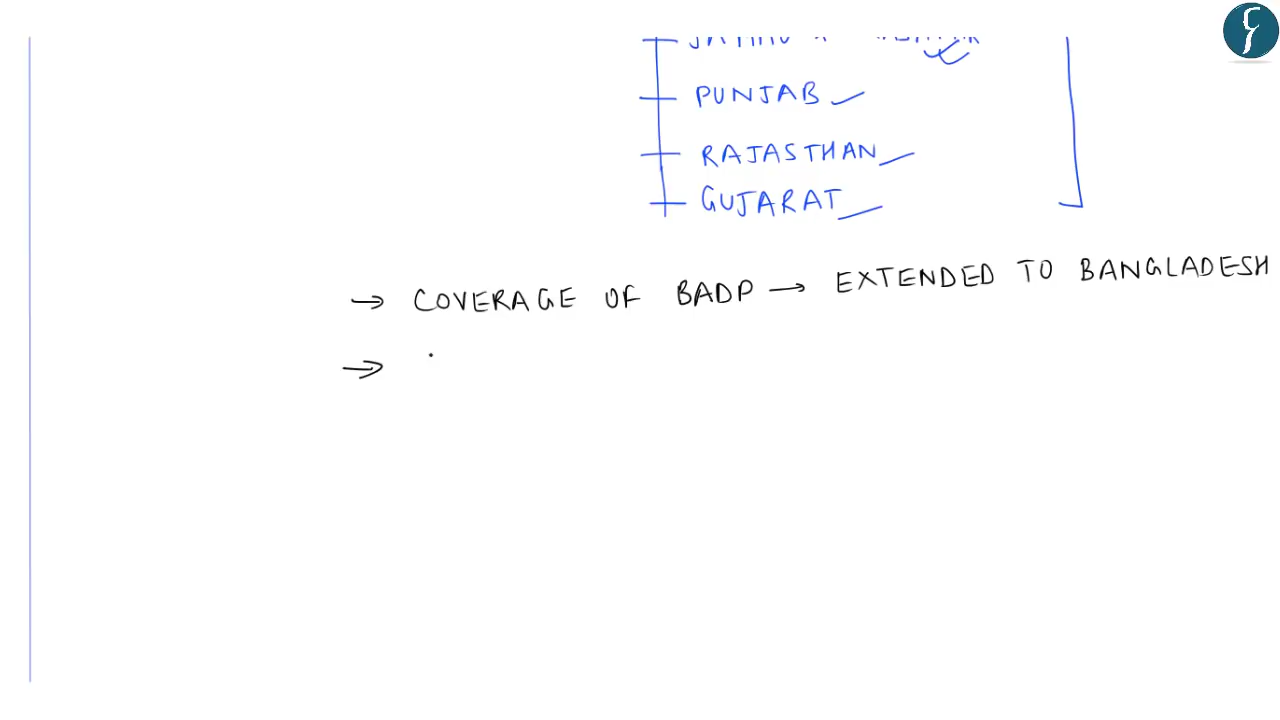 PUNJAB
RAJASTHAN
GUJARAT
→ COVERAGE OF BADP → EXTENDED TO BANGLADESH
→